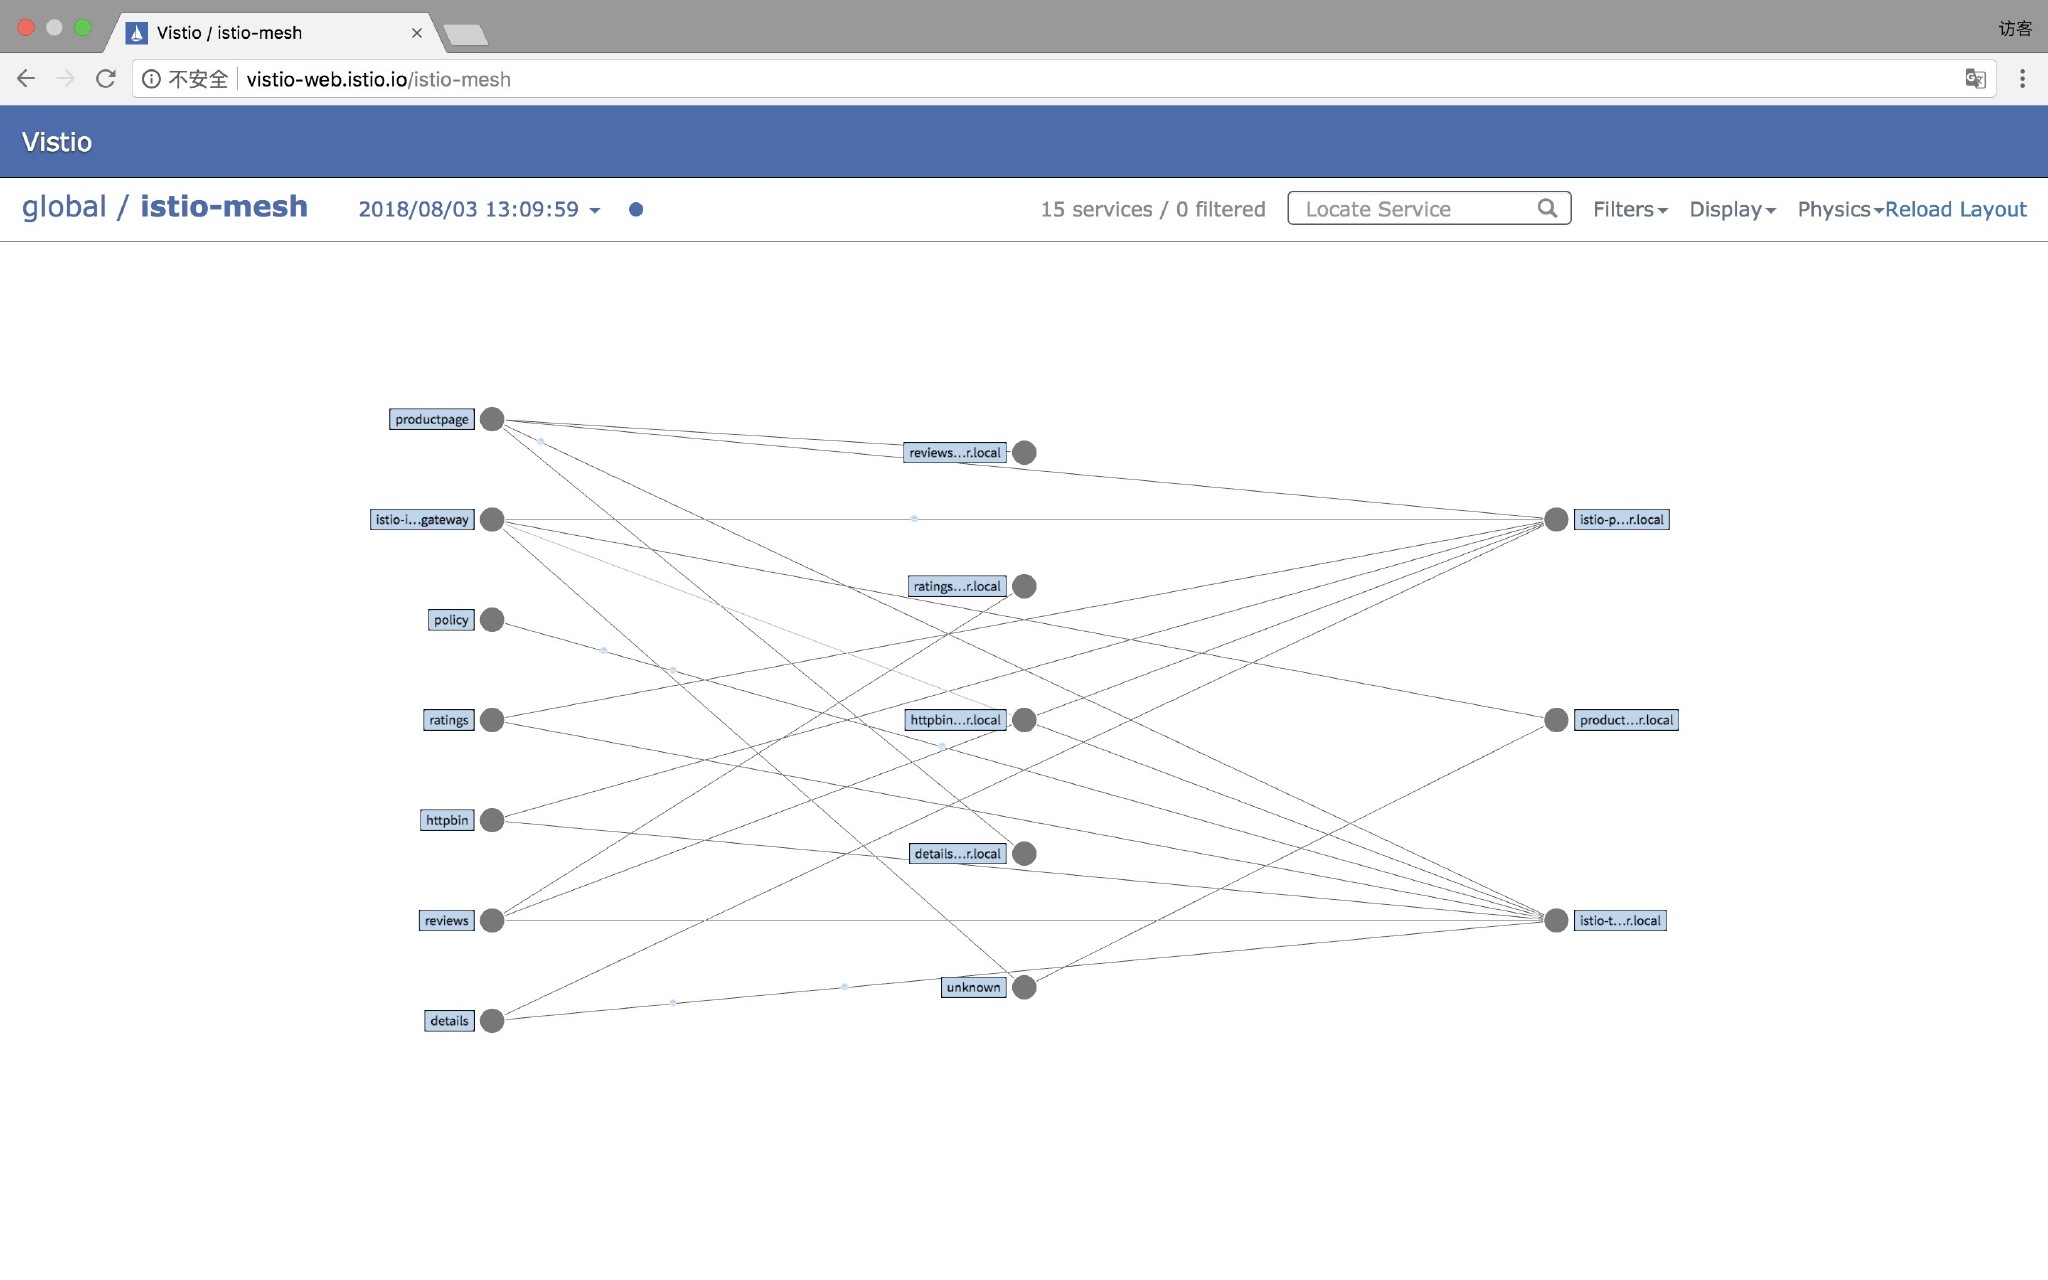 Vistio / istio-mesh
访客
不安全 vistio-web.istio.io/istio-mesh
Vistio
global / istio-mesh 2018/08/03 13:09:59 15 services / 0 filtered Locate Service Filters Display Physics Reload Layout
productpage
reviews...r.local
istio-i...gateway
istio-p...r.local
ratings...r.local
policy
ratings
httpbin...r.local
product...r.local
httpbin
details...r.local
reviews
istio-t...r.local
unknown
details